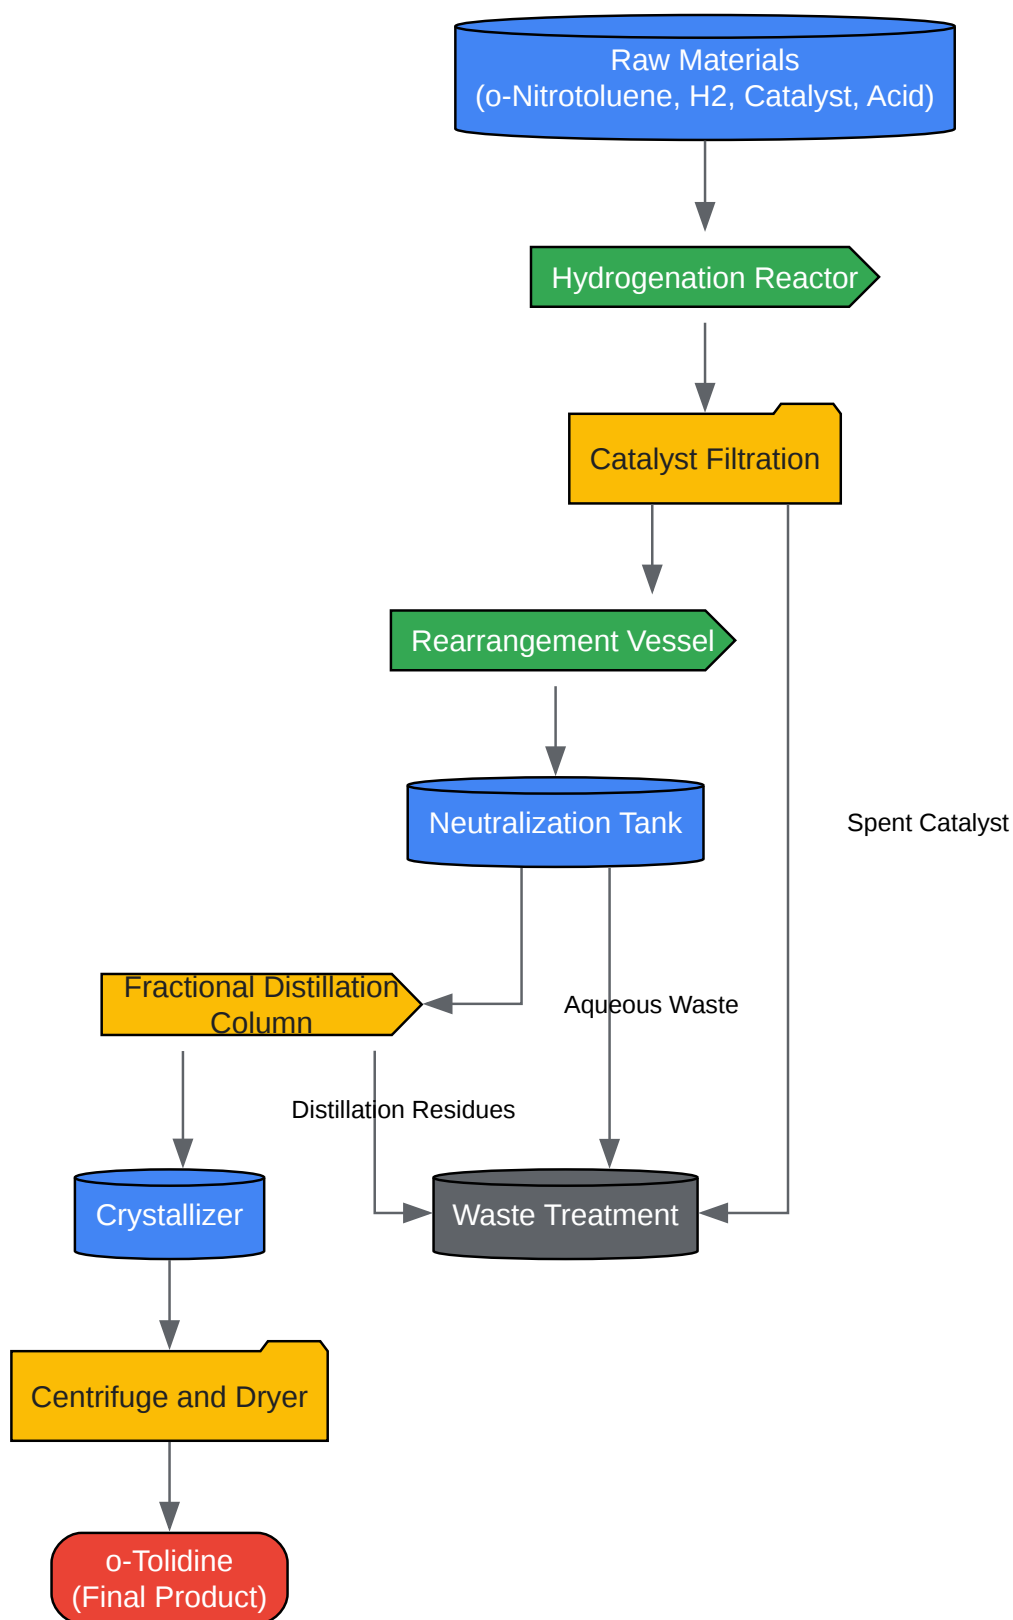 Raw Materials
(o-Nitrotoluene, H2, Catalyst, Acid)
Hydrogenation Reactor
Catalyst Filtration
Rearrangement Vessel
Neutralization Tank
Spent Catalyst
Fractional Distillation
Column
Aqueous Waste
Distillation Residues
Crystallizer
Waste Treatment
Centrifuge and Dryer
o-Tolidine
(Final Product)